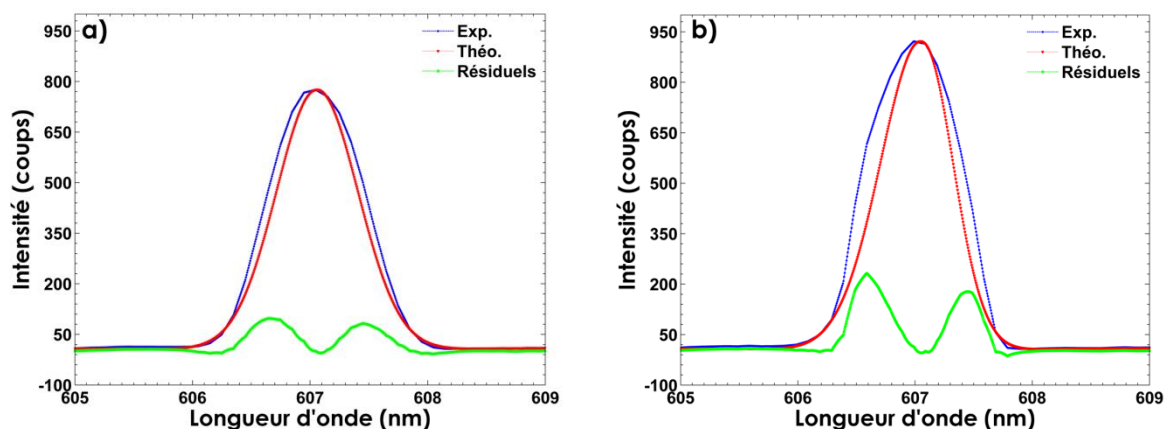 a)
Exp.
Théo.
Résiduels
950
800
650
500
350
200
50
-100
605
606
607
608
609
Intensité (coups)
Longueur d'onde (nm)
b)
Exp.
Théo.
Résiduels
950
800
650
500
350
200
50
-100
605
606
607
608
609
Intensité (coups)
Longueur d'onde (nm)